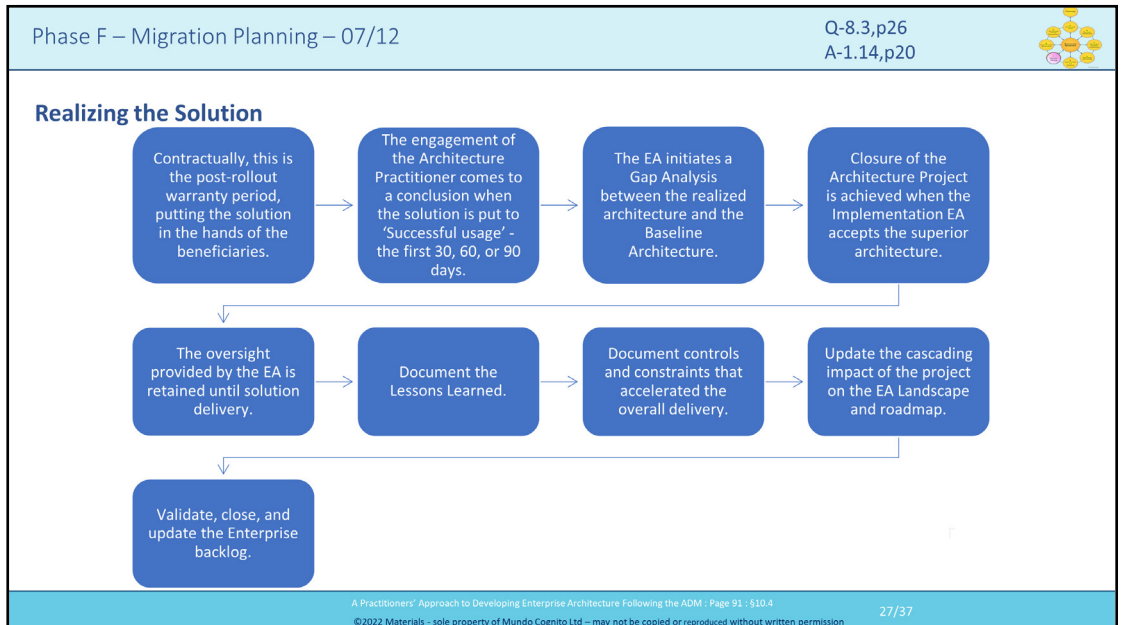 Phase F – Migration Planning – 07/12
Q-8.3,p26
A-1.14,p20
Realizing the Solution
Contractually, this is
the post-rollout
warranty period,
putting the solution
in the hands of the
beneficiaries.
The engagement of
the Architecture
Practitioner comes to
a conclusion when
the solution is put to
‘Successful usage’ -
the first 30, 60, or 90
days.
The EA initiates a
Gap Analysis
between the realized
architecture and the
Baseline
Architecture.
Closure of the
Architecture Project
is achieved when the
Implementation EA
accepts the superior
architecture.
The oversight
provided by the EA is
retained until solution
delivery.
Document the
Lessons Learned.
Document controls
and constraints that
accelerated the
overall delivery.
Update the cascading
impact of the project
on the EA Landscape
and roadmap.
Validate, close, and
update the Enterprise
backlog.
A Practitioners’ Approach to Developing Enterprise Architecture Following the ADM : Page 91 : §10.4
27/37
©2022 Materials - sole property of Mundo Cognito Ltd – may not be copied or reproduced without written permission